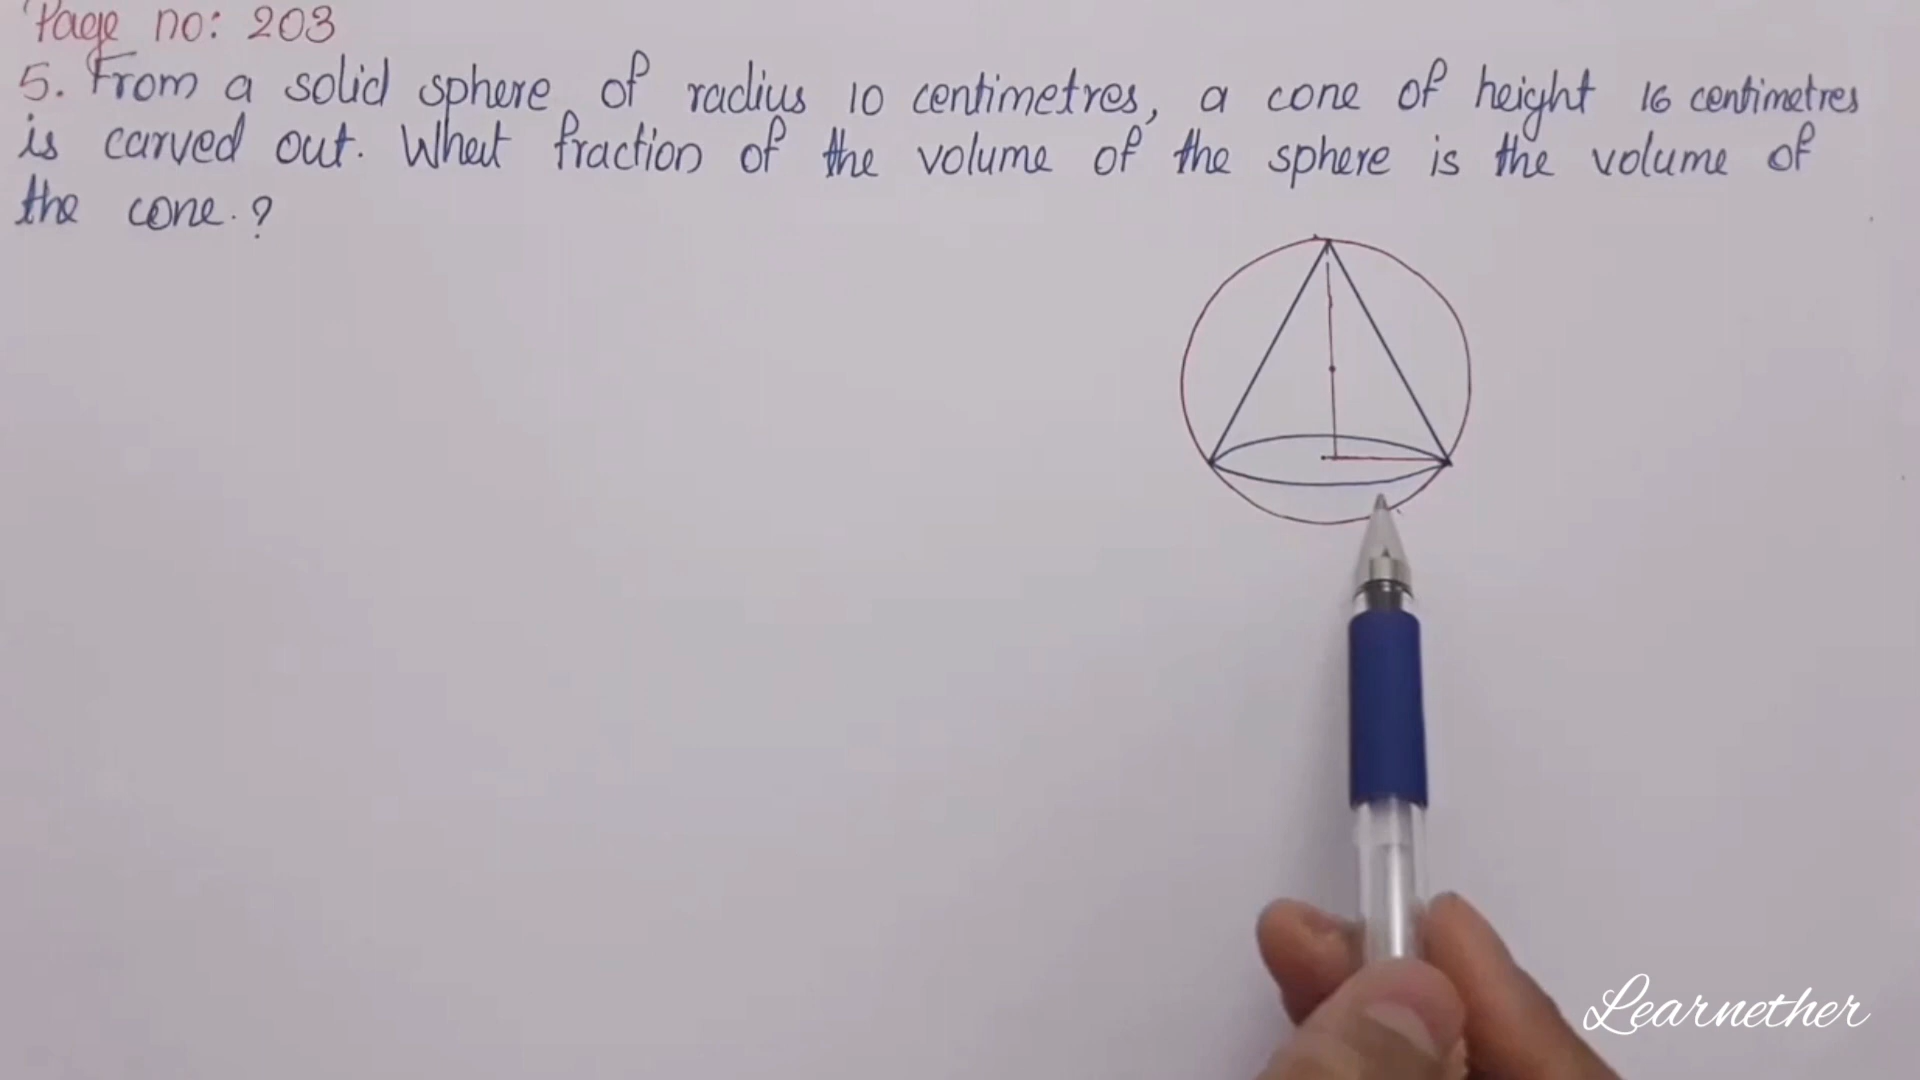 Page no: 203
5. From a solid sphere of radius 10 centimetres, a cone of height 16 centimetres
is carved out. What fraction of the volume of the sphere is the volume of
the cone.?
Learnether